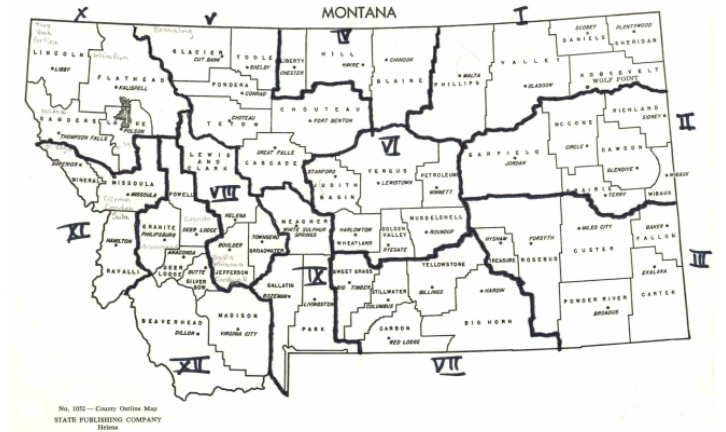 MONTANA
X
V
IV
I
LINCOLN
LIBBY
FLATHEAD
KALISPELL
GLACIER
CUT BANK
TOOLE
SHELBY
LIBERTY
CHESTER
HILL
HAVRE
BLAINE
CHINOOK
PHILLIPS
MALTA
VALLEY
GLASGOW
SCOBEY
DANIELS
PLENTYWOOD
SHERIDAN
ROOSEVELT
WOLF POINT
PONDERA
CONRAD
SANDERS
THOMPSON FALLS
LAKE
POLSON
TETON
CHOTEAU
CHOUTEAU
FORT BENTON
II
RICHLAND
SIDNEY
MCCONE
CIRCLE
DAWSON
GLENDIVE
GARFIELD
JORDAN
PRAIRIE
TERRY
WIBAUX
WIBAUX
SUPERIOR
MINERAL
MISSOULA
MISSOULA
POWELL
LEWIS
AND
CLARK
VIII
HELENA
GREAT FALLS
CASCADE
STANFORD
JUDITH
BASIN
VI
FERGUS
LEWISTOWN
PETROLEUM
WINNETT
XI
HAMILTON
RAVALLI
GRANITE
PHILIPSBURG
DEER LODGE
ANACONDA
DEER
LODGE
BUTTE
SILVER
BOW
BOULDER
JEFFERSON
TOWNSEND
BROADWATER
MEAGHER
WHITE SULPHUR
SPRINGS
HARLOWTON
WHEATLAND
GOLDEN
VALLEY
RYEGATE
MUSSELSHELL
ROUNDUP
HYSHAM
TREASURE
FORSYTH
ROSEBUD
MILES CITY
CUSTER
BAKER
FALLON
III
EKALAKA
CARTER
POWDER RIVER
BROADUS
IX
GALLATIN
BOZEMAN
LIVINGSTON
PARK
SWEET GRASS
BIG TIMBER
STILLWATER
COLUMBUS
YELLOWSTONE
BILLINGS
HARDIN
BIG HORN
CARBON
RED LODGE
VII
BEAVERHEAD
DILLON
MADISON
VIRGINIA CITY
XII
No. 1052 — County Outline Map
STATE PUBLISHING COMPANY
Helena